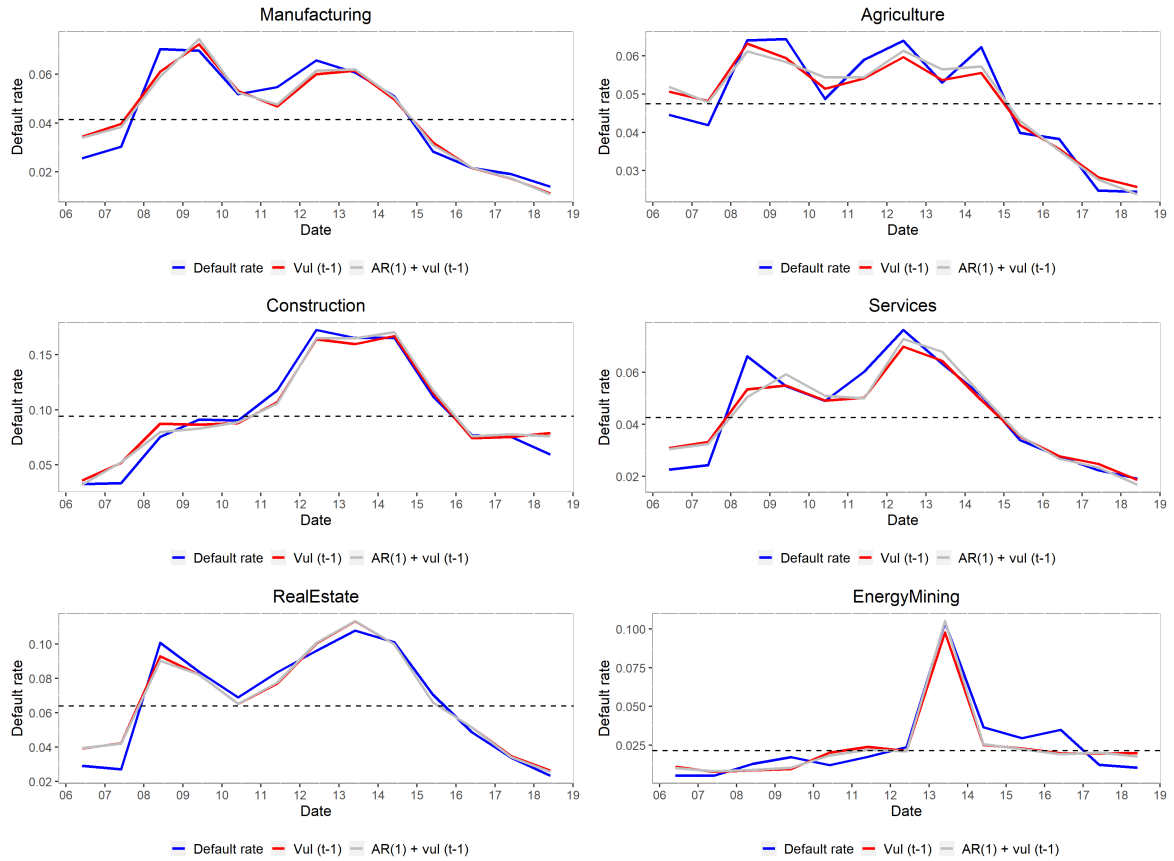 Manufacturing
Default rate
0.06
0.04
0.02
06 07 08 09 10 11 12 13 14 15 16 17 18 19
Date
Default rate Vul (t-1) AR(1) + vul (t-1)
Agriculture
Default rate
0.06
0.05
0.04
0.03
06 07 08 09 10 11 12 13 14 15 16 17 18 19
Date
Default rate Vul (t-1) AR(1) + vul (t-1)
Construction
Default rate
0.15
0.10
0.05
06 07 08 09 10 11 12 13 14 15 16 17 18 19
Date
Default rate Vul (t-1) AR(1) + vul (t-1)
Services
Default rate
0.06
0.04
0.02
06 07 08 09 10 11 12 13 14 15 16 17 18 19
Date
Default rate Vul (t-1) AR(1) + vul (t-1)
RealEstate
Default rate
0.10
0.08
0.06
0.04
0.02
06 07 08 09 10 11 12 13 14 15 16 17 18 19
Date
Default rate Vul (t-1) AR(1) + vul (t-1)
EnergyMining
Default rate
0.100
0.075
0.050
0.025
06 07 08 09 10 11 12 13 14 15 16 17 18 19
Date
Default rate Vul (t-1) AR(1) + vul (t-1)